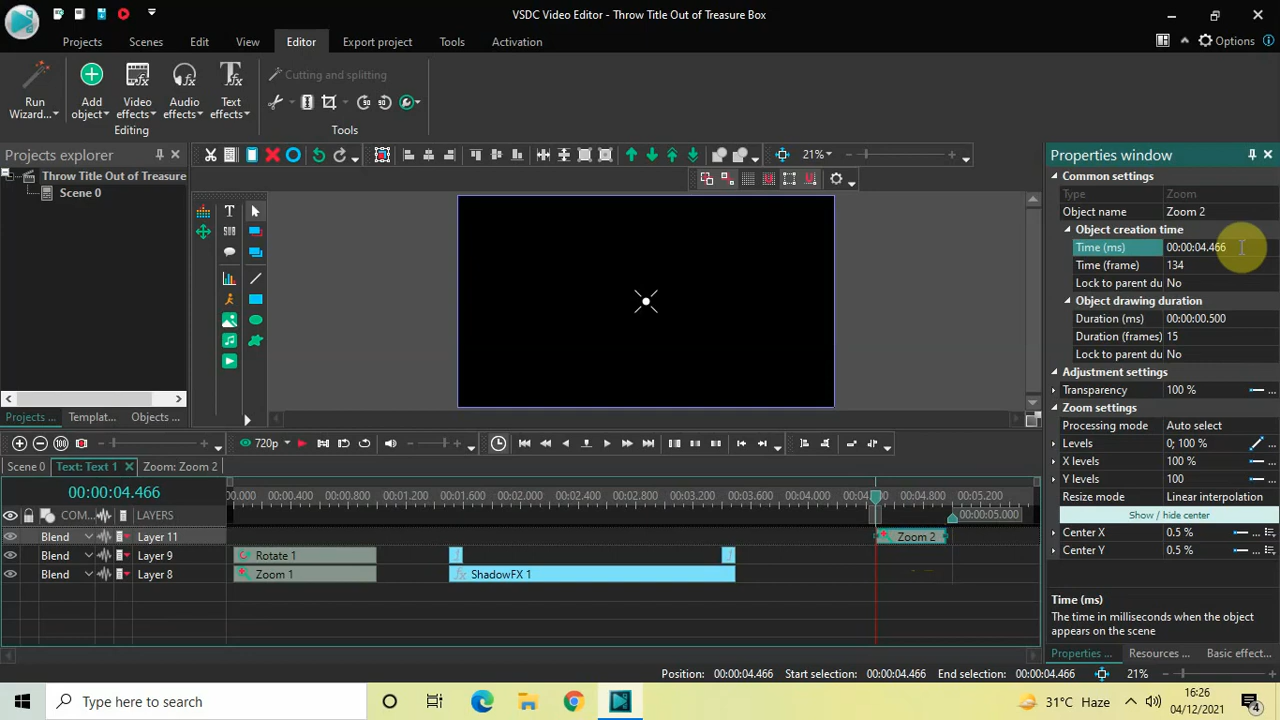 VSDC Video Editor - Throw Title Out of Treasure Box
Projects Scenes Edit View Editor Export project Tools Activation
Options
Run Wizard...
Add object
Video effects
Audio effects
Text effects
Editing
Cutting and splitting
Tools
Projects explorer
21%
Throw Title Out of Treasure
Scene 0
Projects ... Templat... Objects ...
Properties window
Common settings
Type Zoom
Object name Zoom 2
Object creation time
Time (ms) 00:00:04.466
Time (frame) 134
Lock to parent du No
Object drawing duration
Duration (ms) 00:00:00.500
Duration (frames) 15
Lock to parent du No
Adjustment settings
Transparency 100 %
Zoom settings
Processing mode Auto select
Levels 0; 100 %
X levels 100 %
Y levels 100
Resize mode Linear interpolation
Show / hide center
Center X 0.5 %
Center Y 0.5 %
Time (ms)
The time in milliseconds when the object
appears on the scene
Properties ... Resources ... Basic effect...
720p
Scene 0 Text: Text 1 Zoom: Zoom 2
00:00:04.466
0.000 00:00.400 00:00.800 00:01.200 00:01.600 00:02.000 00:02.400 00:02.800 00:03.200 00:03.600 00:04.000 00:04.800 00:05.200
00:00:05.000
COM... LAYERS
Blend Layer 11 Zoom 2
Blend Layer 9 Rotate 1
Blend Layer 8 Zoom 1 ShadowFX 1
Position: 00:00:04.466 Start selection: 00:00:04.466 End selection: 00:00:04.466 21%
Type here to search
31°C Haze
16:26
04/12/2021
4